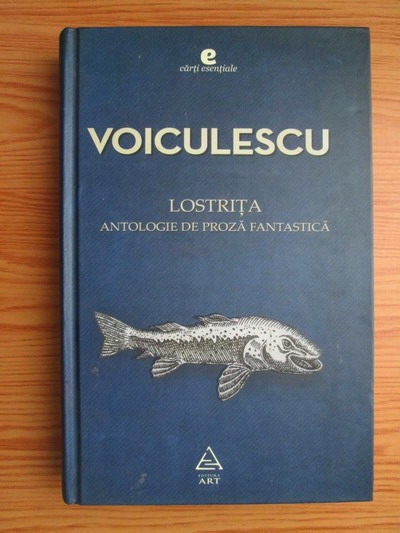 e
cărți esențiale
VOICULESCU
LOSTRIȚA
ANTOLOGIE DE PROZĂ FANTASTICĂ
EDITURA
ART